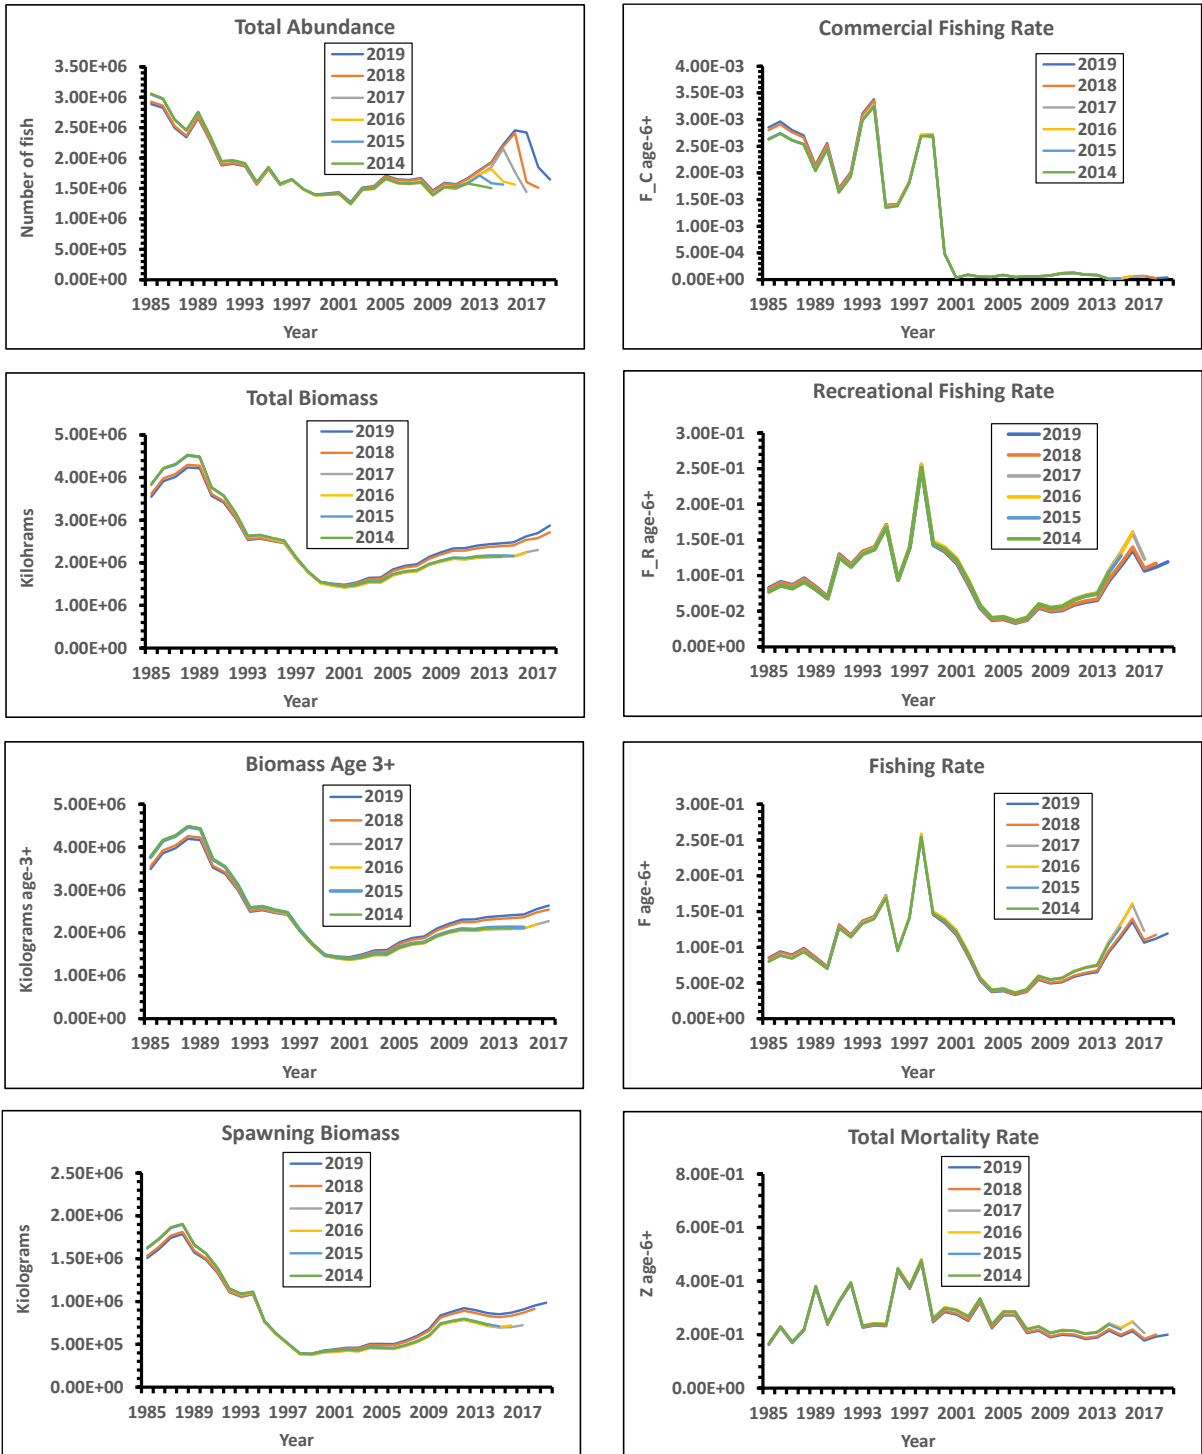 Total Abundance
2019
2018
2017
2016
2015
2014
3.50E+06
3.00E+06
2.50E+06
2.00E+06
1.50E+06
1.00E+06
5.00E+05
0.00E+00
Number of fish
1985 1989 1993 1997 2001 2005 2009 2013 2017
Year
Commercial Fishing Rate
2019
2018
2017
2016
2015
2014
4.00E-03
3.50E-03
3.00E-03
2.50E-03
2.00E-03
1.50E-03
1.00E-03
5.00E-04
0.00E+00
F_C age-6+
1985 1989 1993 1997 2001 2005 2009 2013 2017
Year
Total Biomass
2019
2018
2017
2016
2015
2014
5.00E+06
4.00E+06
3.00E+06
2.00E+06
1.00E+06
0.00E+00
Kilohrams
1985 1989 1993 1997 2001 2005 2009 2013 2017
Year
Recreational Fishing Rate
2019
2018
2017
2016
2015
2014
3.00E-01
2.50E-01
2.00E-01
1.50E-01
1.00E-01
5.00E-02
0.00E+00
F_R age-6+
1985 1989 1993 1997 2001 2005 2009 2013 2017
Year
Biomass Age 3+
2019
2018
2017
2016
2015
2014
5.00E+06
4.00E+06
3.00E+06
2.00E+06
1.00E+06
0.00E+00
Kiolograms age-3+
1985 1989 1993 1997 2001 2005 2009 2013 2017
Year
Fishing Rate
2019
2018
2017
2016
2015
2014
3.00E-01
2.50E-01
2.00E-01
1.50E-01
1.00E-01
5.00E-02
0.00E+00
F age-6+
1985 1989 1993 1997 2001 2005 2009 2013 2017
Year
Spawning Biomass
2019
2018
2017
2016
2015
2014
2.50E+06
2.00E+06
1.50E+06
1.00E+06
5.00E+05
0.00E+00
Kiolograms
1985 1989 1993 1997 2001 2005 2009 2013 2017
Year
Total Mortality Rate
2019
2018
2017
2016
2015
2014
8.00E-01
6.00E-01
4.00E-01
2.00E-01
0.00E+00
Z age-6+
1985 1989 1993 1997 2001 2005 2009 2013 2017
Year